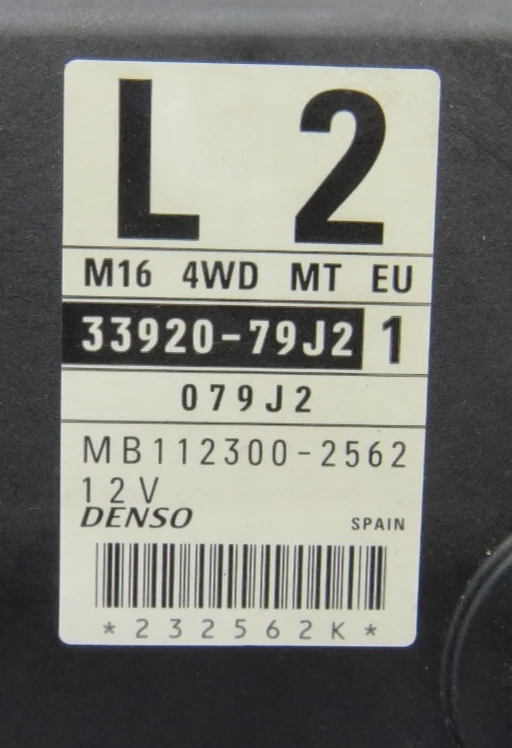 L 2
M16 4WD MT EU
33920-79J2 1
079J2
MB112300-2562
12V
DENSO SPAIN
*232562K*